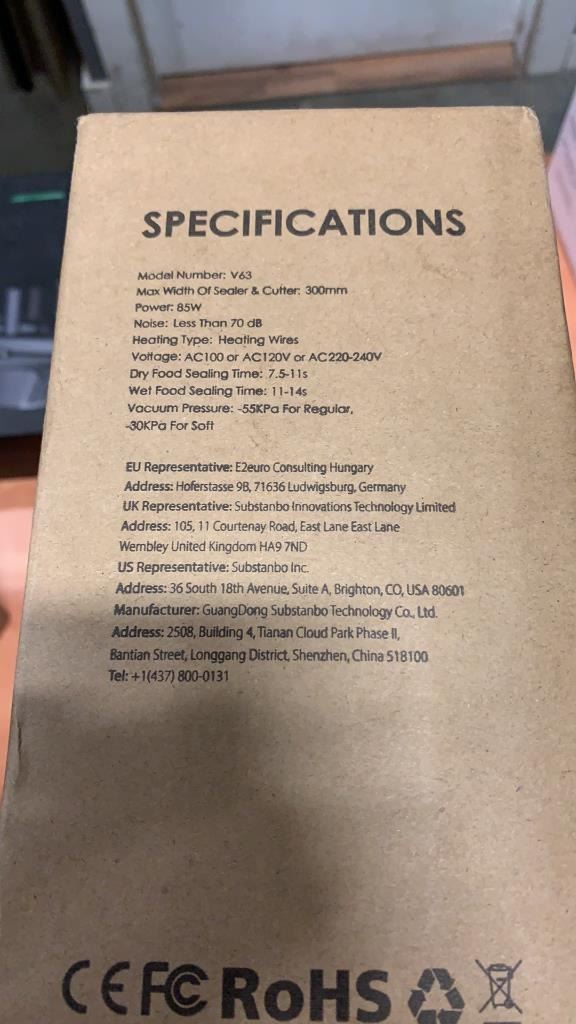 SPECIFICATIONS
Model Number: V63
Max Width Of Sealer & Cutter: 300mm
Power: 85W
Noise: Less Than 70 dB
Heating Type: Heating Wires
Voltage: AC100 or AC120V or AC220-240V
Dry Food Sealing Time: 7.5-11s
Wet Food Sealing Time: 11-14s
Vacuum Pressure: -55KPa For Regular,
-30KPa For Soft
EU Representative: E2euro Consulting Hungary
Address: Hoferstasse 9B, 71636 Ludwigsburg, Germany
UK Representative: Substanbo Innovations Technology Limited
Address: 105, 11 Courtenay Road, East Lane East Lane
Wembley United Kingdom HA9 7ND
US Representative: Substanbo Inc.
Address: 36 South 18th Avenue, Suite A, Brighton, CO, USA 80601
Manufacturer: GuangDong Substanbo Technology Co., Ltd.
Address: 2508, Building 4, Tianan Cloud Park Phase II,
Bantian Street, Longgang District, Shenzhen, China 518100
Tel: +1(437) 800-0131
CE FC RoHS